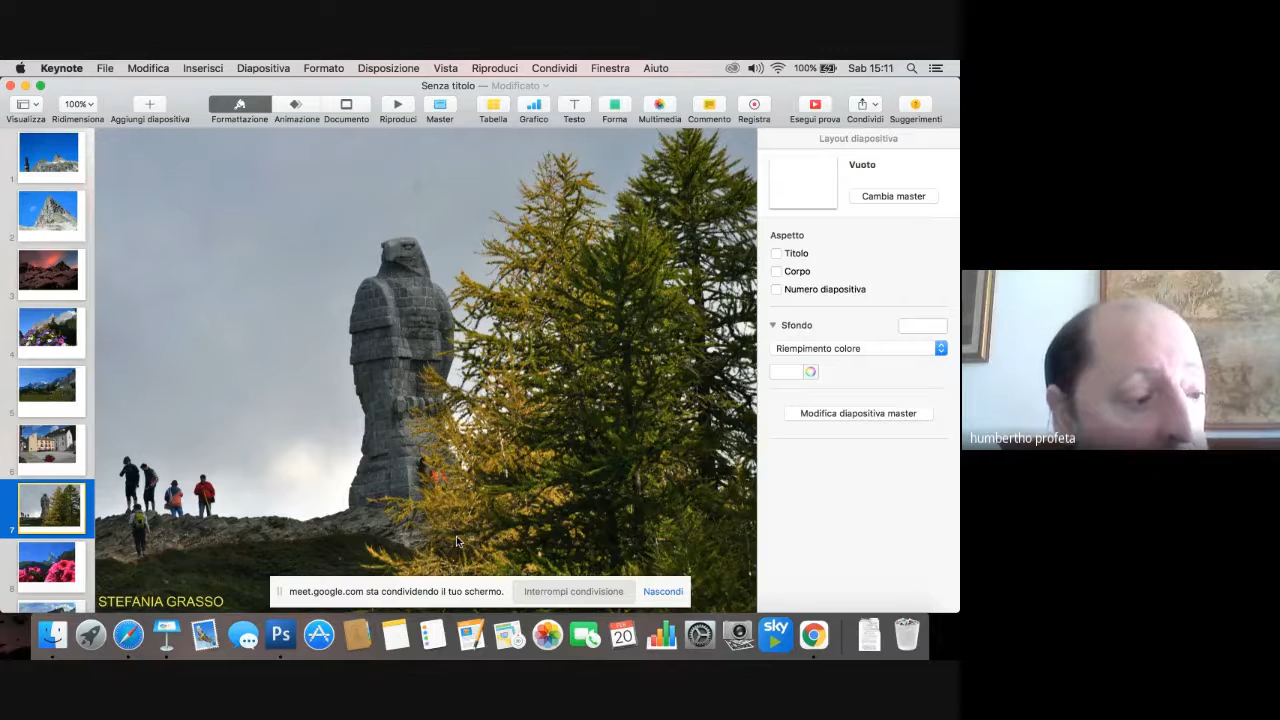 Keynote File Modifica Inserisci Diapositiva Formato Disposizione Vista Riproduci Condividi Finestra Aiuto 100% Sab 15:11
Senza titolo — Modificato
100%
Visualizza Ridimensiona Aggiungi diapositiva Formattazione Animazione Documento Riproduci Master Tabella Grafico Testo Forma Multimedia Commento Registra Esegui prova Condividi Suggerimenti
Layout diapositiva
Vuoto
Cambia master
Aspetto
Titolo
Corpo
Numero diapositiva
Sfondo
Riempimento colore
Modifica diapositiva master
1
2
3
4
5
6
7
8
STEFANIA GRASSO
meet.google.com sta condividendo il tuo schermo. Interrompi condivisione Nascondi
Ps
20
sky
humbertho profeta